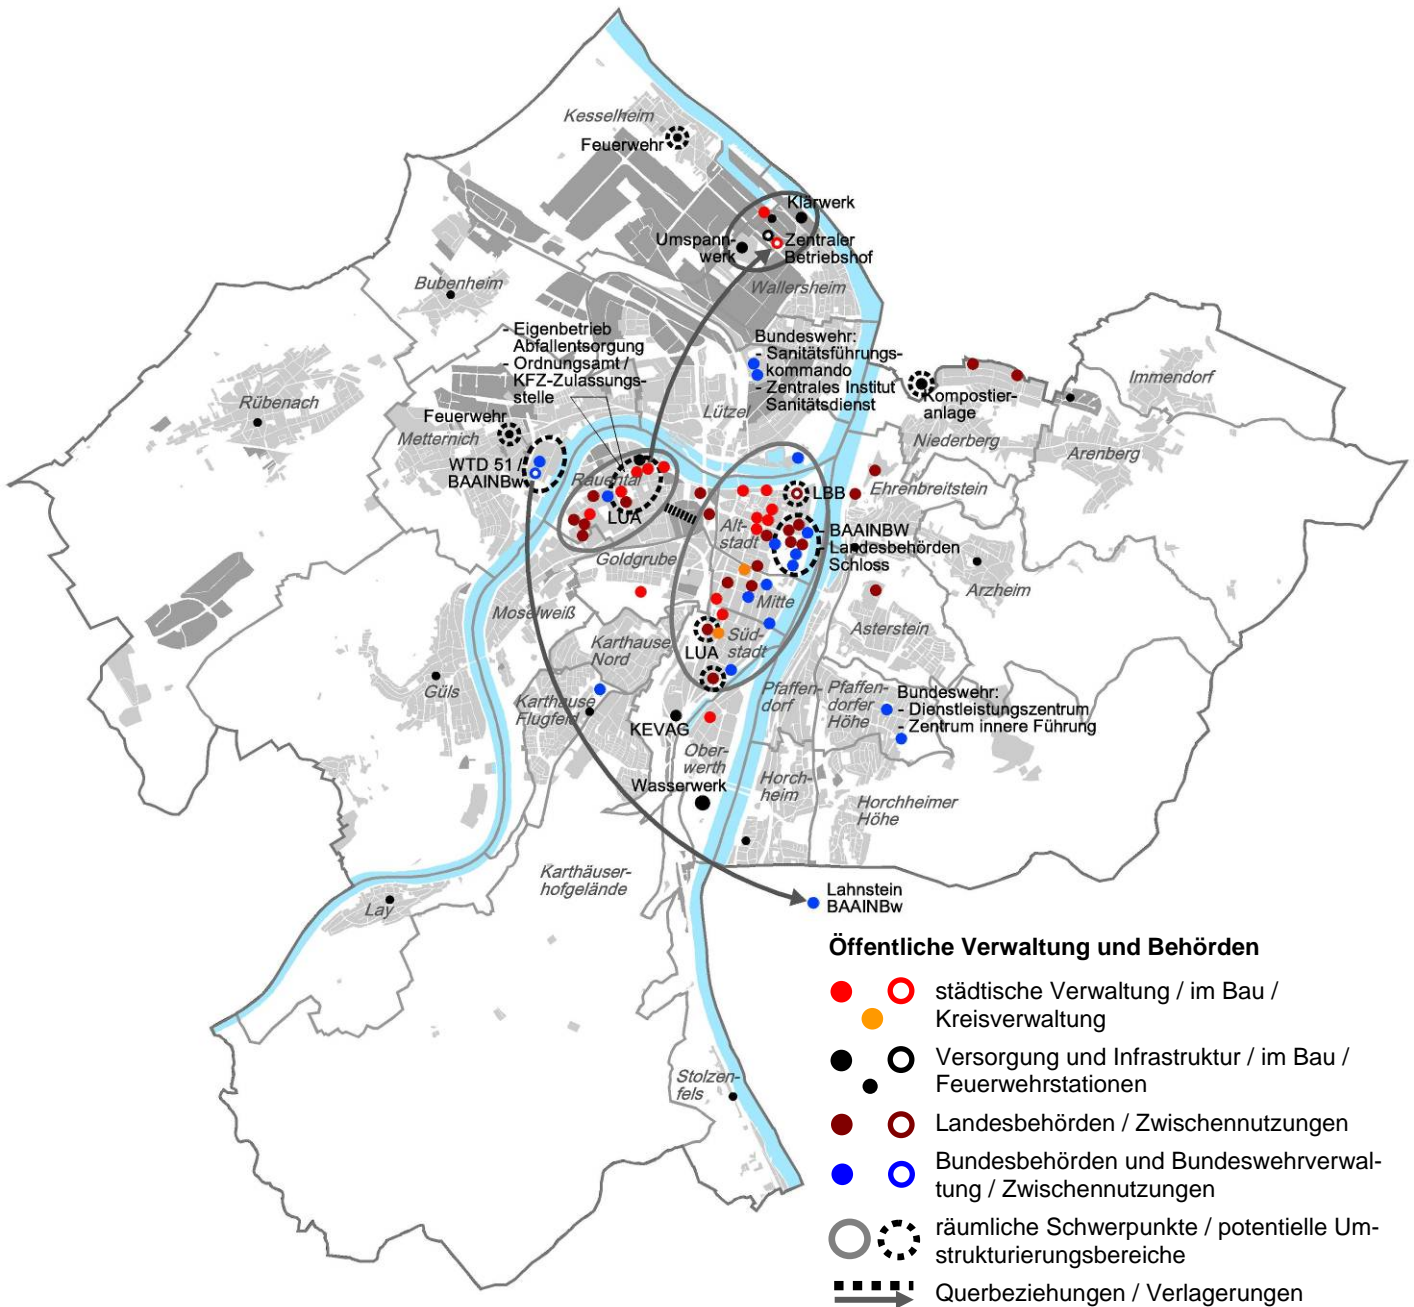 Kesselheim
Feuerwehr
Klärwerk
Umspann-
werk
Zentraler
Betriebshof
Wallersheim
Bubenheim
- Eigenbetrieb
Abfallentsorgung
- Ordnungsamt /
KFZ-Zulassungs-
stelle
Bundeswehr:
- Sanitätsführungs-
kommando
- Zentrales Institut
Sanitätsdienst
Lützel
Kompostier-
anlage
Immendorf
Niederberg
Arenberg
Rübenach
Feuerwehr
Metternich
WTD 51 /
BAAINBw
Rauental
LUA
LBB
Ehrenbreitstein
Alt-
stadt
- BAAINBW
- Landesbehörden
Schloss
Goldgrube
Arzheim
Mitte
Moselweiß
Asterstein
Karthause
Nord
Süd-
stadt
LUA
Güls
Karthause
Flugfeld
Pfaffen-
dorf
Pfaffen-
dorfer
Höhe
Bundeswehr:
- Dienstleistungszentrum
- Zentrum innere Führung
KEVAG
Ober-
werth
Wasserwerk
Horch-
heim
Horchheimer
Höhe
Karthäuser-
hofgelände
Lay
Lahnstein
BAAINBw
Stolzen-
fels
Öffentliche Verwaltung und Behörden
städtische Verwaltung / im Bau /
Kreisverwaltung
Versorgung und Infrastruktur / im Bau /
Feuerwehrstationen
Landesbehörden / Zwischennutzungen
Bundesbehörden und Bundeswehrverwal-
tung / Zwischennutzungen
räumliche Schwerpunkte / potentielle Um-
strukturierungsbereiche
Querbeziehungen / Verlagerungen